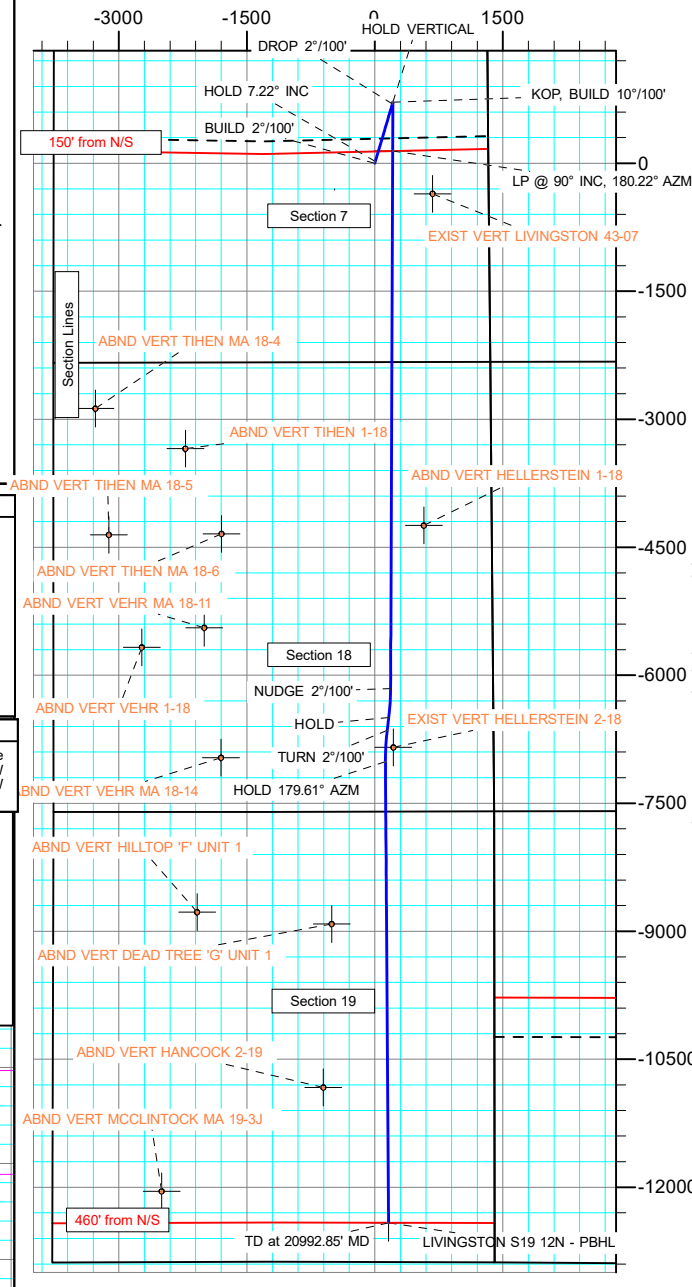 -3000 -1500 0 1500
HOLD VERTICAL
DROP 2°/100'
HOLD 7.22° INC
KOP, BUILD 10°/100'
BUILD 2°/100'
150' from N/S
0
LP @ 90° INC, 180.22° AZM
Section 7
EXIST VERT LIVINGSTON 43-07
-1500
Section Lines
ABND VERT TIHEN MA 18-4
-3000
ABND VERT TIHEN 1-18
ABND VERT HELLERSTEIN 1-18
ABND VERT TIHEN MA 18-5
-4500
ABND VERT TIHEN MA 18-6
ABND VERT VEHR MA 18-11
Section 18
-6000
NUDGE 2°/100'
ABND VERT VEHR 1-18
HOLD
EXIST VERT HELLERSTEIN 2-18
TURN 2°/100'
ABND VERT VEHR MA 18-14
HOLD 179.61° AZM
-7500
ABND VERT HILLTOP 'F' UNIT 1
-9000
ABND VERT DEAD TREE 'G' UNIT 1
Section 19
-10500
ABND VERT HANCOCK 2-19
ABND VERT MCCLINTOCK MA 19-3J
-12000
460' from N/S
TD at 20992.85' MD
LIVINGSTON S19 12N - PBHL